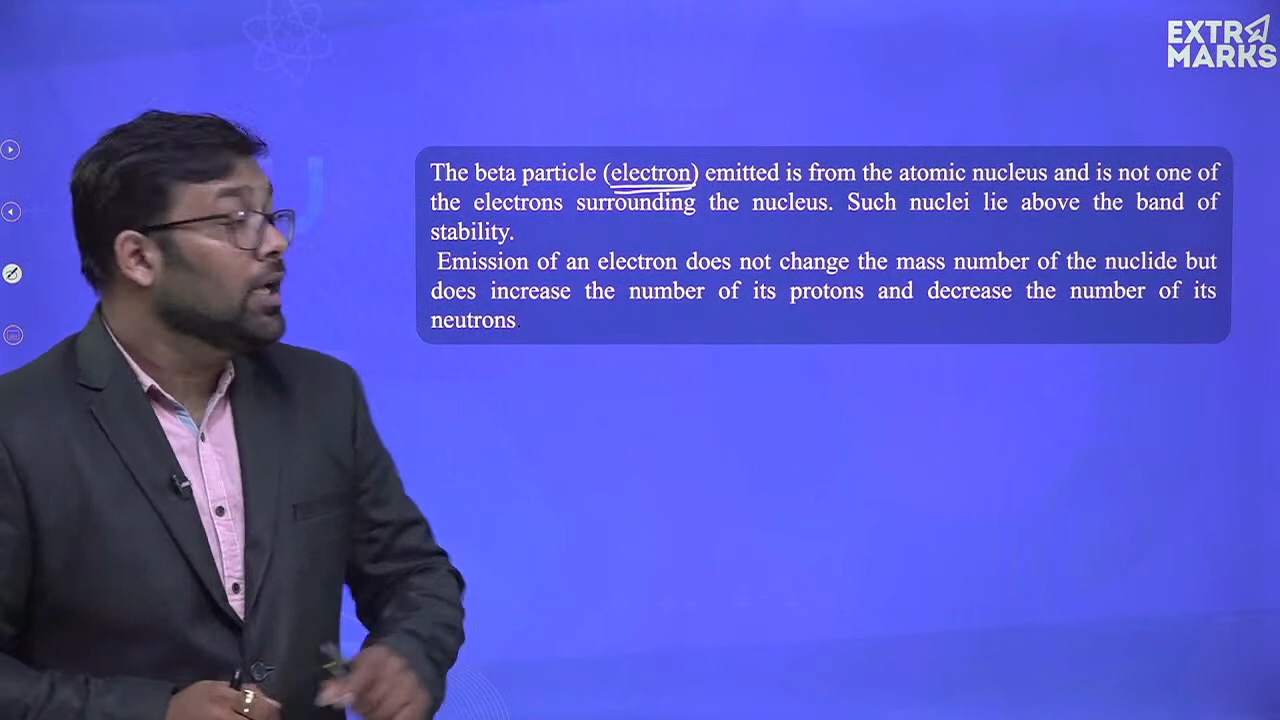 EXTRA
MARKS
The beta particle (electron) emitted is from the atomic nucleus and is not one of
the electrons surrounding the nucleus. Such nuclei lie above the band of
stability.
Emission of an electron does not change the mass number of the nuclide but
does increase the number of its protons and decrease the number of its
neutrons.